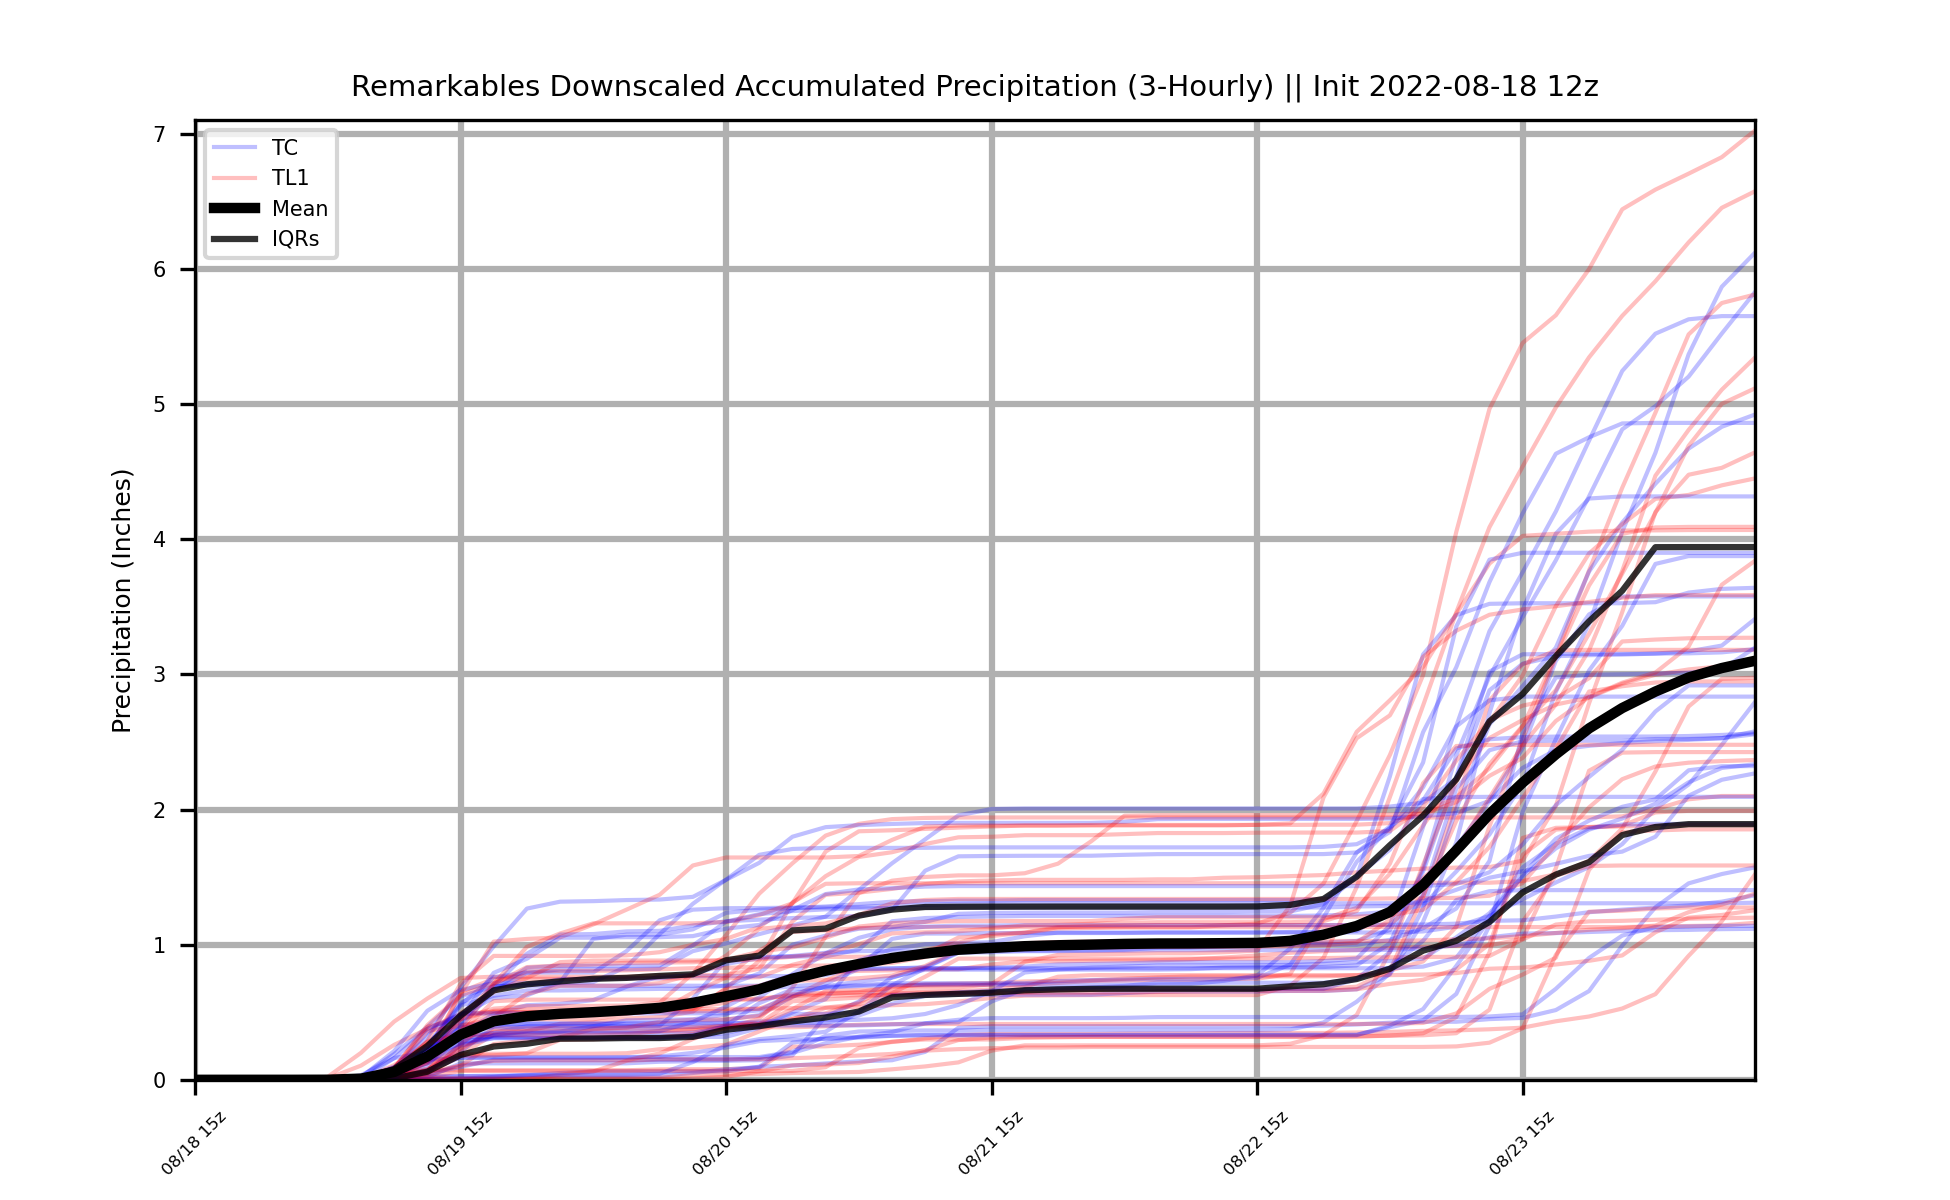 Remarkables Downscaled Accumulated Precipitation (3-Hourly) || Init 2022-08-18 12z
TC
TL1
Mean
IQRs
Precipitation (Inches)
7
6
5
4
3
2
1
0
08/18 15z
08/19 15z
08/20 15z
08/21 15z
08/22 15z
08/23 15z